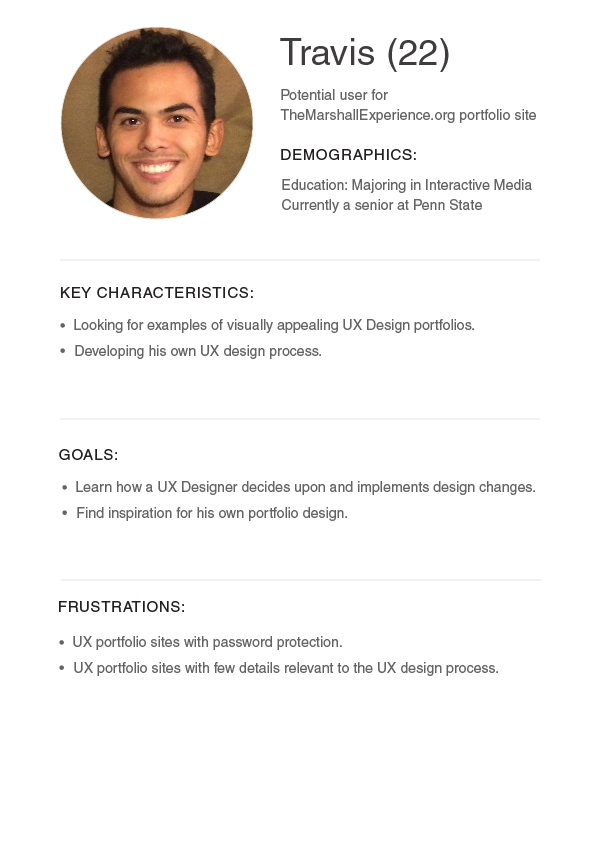 Travis (22)
Potential user for
TheMarshallExperience.org portfolio site
DEMOGRAPHICS:
Education: Majoring in Interactive Media
Currently a senior at Penn State
KEY CHARACTERISTICS:
• Looking for examples of visually appealing UX Design portfolios.
• Developing his own UX design process.
GOALS:
• Learn how a UX Designer decides upon and implements design changes.
• Find inspiration for his own portfolio design.
FRUSTRATIONS:
• UX portfolio sites with password protection.
• UX portfolio sites with few details relevant to the UX design process.